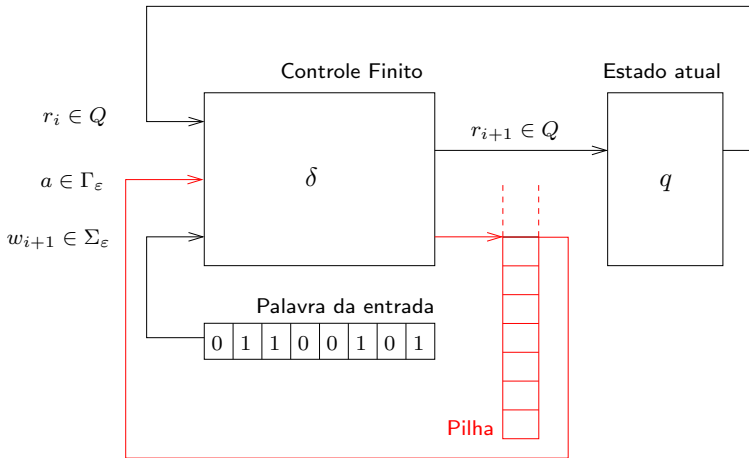 Controle Finito
Estado atual
r_i ∈ Q
r_{i+1} ∈ Q
a ∈ Γ_ε
δ
q
w_{i+1} ∈ Σ_ε
Palavra da entrada
0 1 1 0 0 1 0 1
Pilha